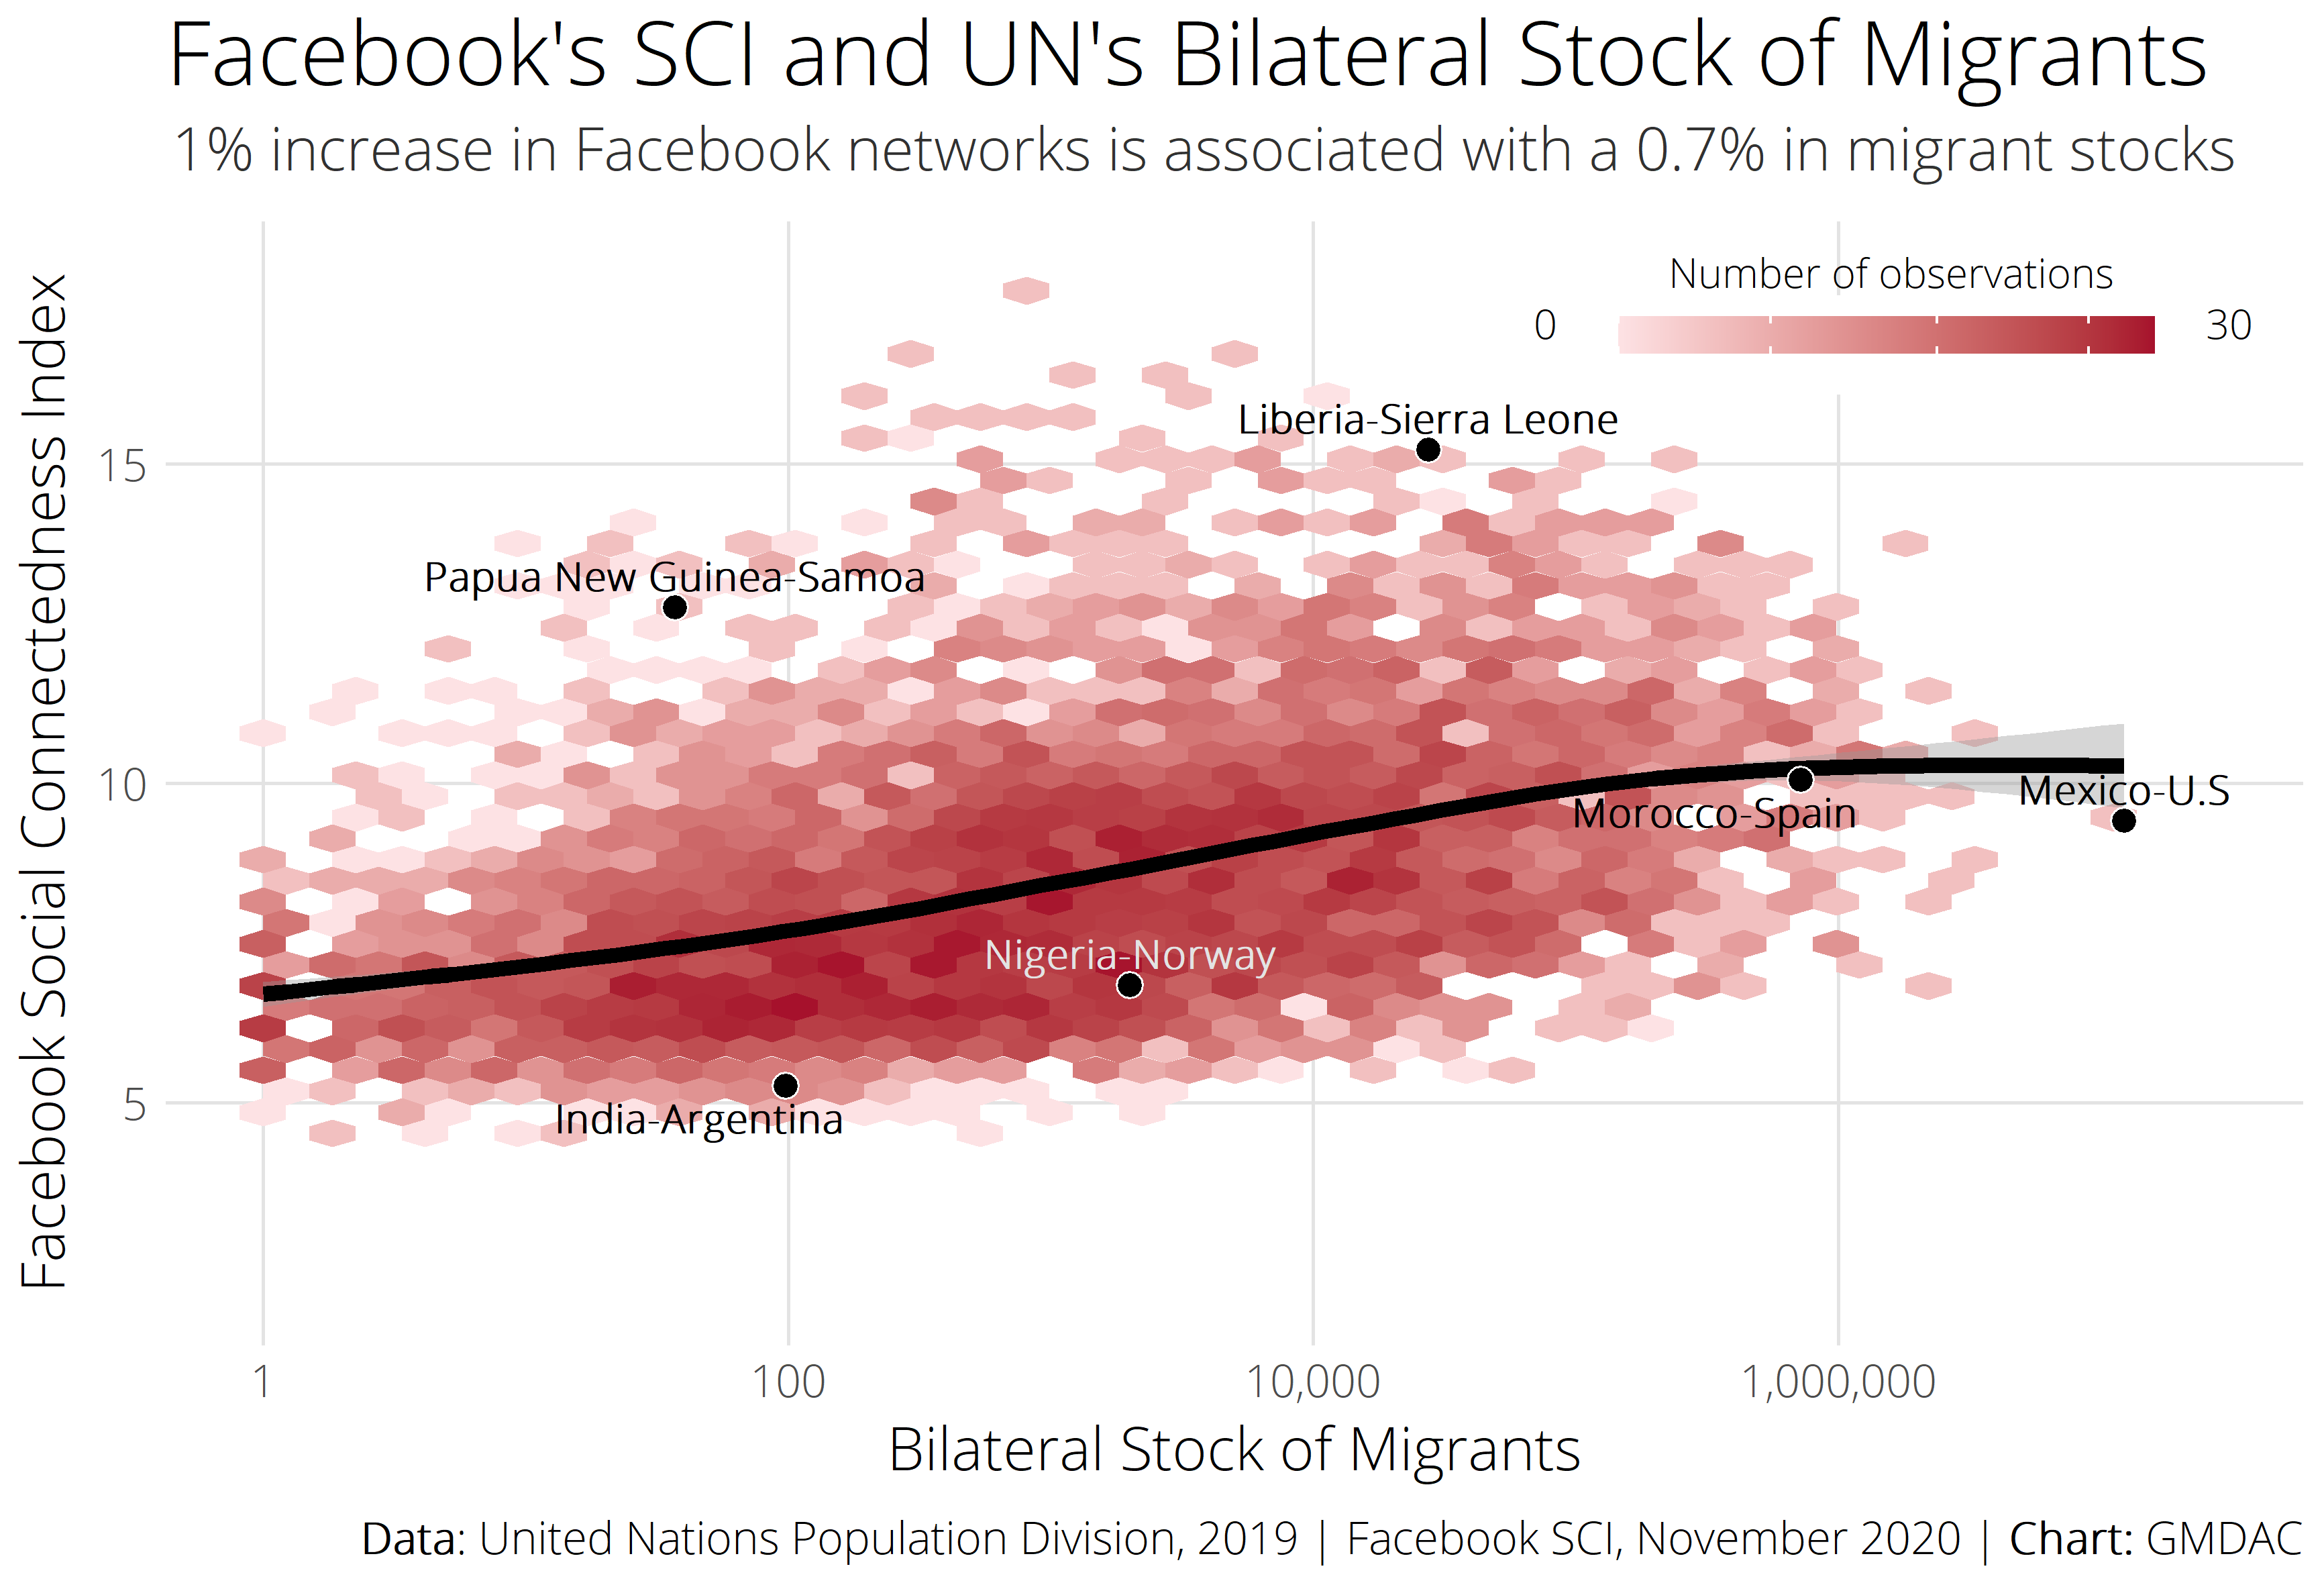 Facebook's SCI and UN's Bilateral Stock of Migrants
1% increase in Facebook networks is associated with a 0.7% in migrant stocks
Number of observations
0 30
Facebook Social Connectedness Index
15
10
5
Liberia-Sierra Leone
Papua New Guinea-Samoa
Mexico-U.S
Morocco-Spain
Nigeria-Norway
India-Argentina
1 100 10,000 1,000,000
Bilateral Stock of Migrants
Data: United Nations Population Division, 2019 | Facebook SCI, November 2020 | Chart: GMDAC